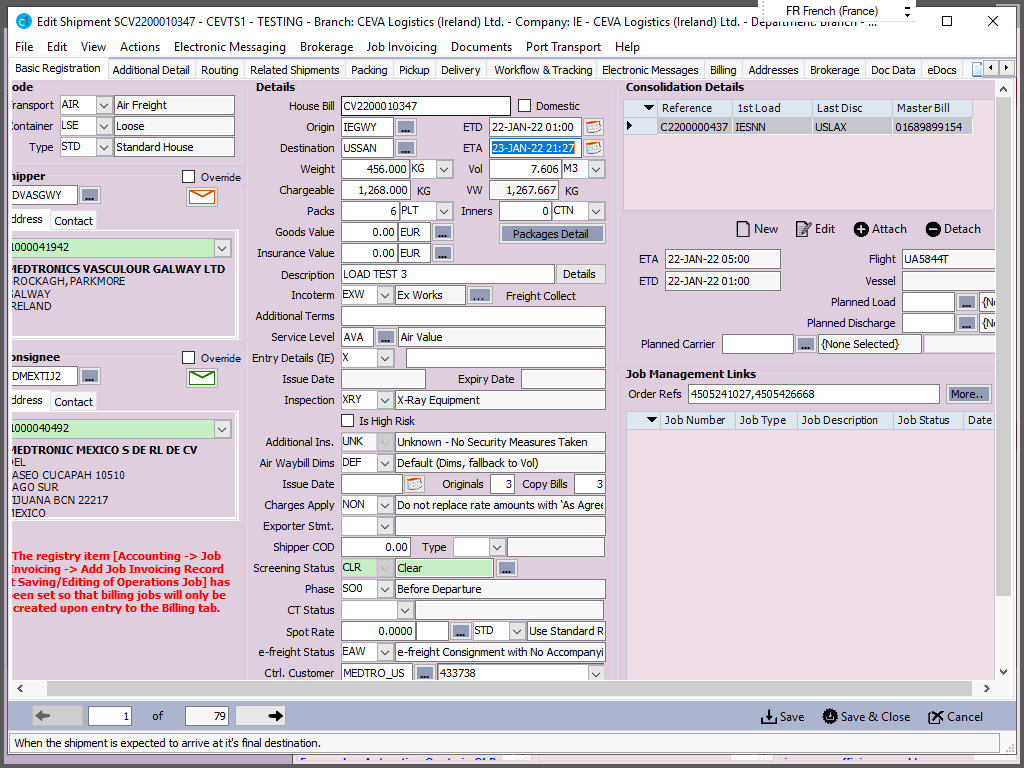 Edit Shipment SCV2200010347 - CEVTS1 - TESTING - Branch: CEVA Logistics (Ireland) Ltd. - Company: IE - CEVA Logistics (Ireland) Ltd. - Department: Branch - ...
FR French (France)
File Edit View Actions Electronic Messaging Brokerage Job Invoicing Documents Port Transport Help
Basic Registration Additional Detail Routing Related Shipments Packing Pickup Delivery Workflow & Tracking Electronic Messages Billing Addresses Brokerage Doc Data eDocs
ode
ransport AIR Air Freight
ontainer LSE Loose
Type STD Standard House
hipper Override
DVASGWY ...
ddress Contact
1000041942
MEDTRONICS VASCULOUR GALWAY LTD
BROCKAGH, PARKMORE
GALWAY
IRELAND
onsignee Override
DMEXTIJ2 ...
ddress Contact
1000040492
MEDTRONIC MEXICO S DE RL DE CV
DEL
PASEO CUCAPAH 10510
LAGO SUR
TIJUANA BCN 22217
MEXICO
The registry item [Accounting -> Job
Invoicing -> Add Job Invoicing Record
t Saving/Editing of Operations Job] has
een set so that billing jobs will only be
created upon entry to the Billing tab.
Details
House Bill CV2200010347 Domestic
Origin IEGWY ... ETD 22-JAN-22 01:00
Destination USSAN ... ETA 23-JAN-22 21:27
Weight 456.000 KG Vol 7.606 M3
Chargeable 1,268.000 KG VW 1,267.667 KG
Packs 6 PLT Inners 0 CTN
Goods Value 0.00 EUR ... Packages Detail
Insurance Value 0.00 EUR ...
Description LOAD TEST 3 Details
Incoterm EXW Ex Works ... Freight Collect
Additional Terms
Service Level AVA ... Air Value
Entry Details (IE) X
Issue Date Expiry Date
Inspection XRY X-Ray Equipment
Is High Risk
Additional Ins. UNK Unknown - No Security Measures Taken
Air Waybill Dims DEF Default (Dims, fallback to Vol)
Issue Date Originals 3 Copy Bills 3
Charges Apply NON Do not replace rate amounts with 'As Agree
Exporter Stmt.
Shipper COD 0.00 Type
Screening Status CLR Clear ...
Phase SO0 Before Departure
CT Status
Spot Rate 0.0000 ... STD Use Standard R
e-freight Status EAW e-freight Consignment with No Accompanyi
Ctrl. Customer MEDTRO_US ... 433738
Consolidation Details
Reference 1st Load Last Disc Master Bill
C2200000437 IESNN USLAX 01689899154
New Edit Attach Detach
ETA 22-JAN-22 05:00 Flight UA5844T
ETD 22-JAN-22 01:00 Vessel
Planned Load ... {No
Planned Discharge ... {No
Planned Carrier ... {None Selected}
Job Management Links
Order Refs 4505241027,4505426668 More..
Job Number Job Type Job Description Job Status Date
1 of 79 Save Save & Close Cancel
When the shipment is expected to arrive at it's final destination.